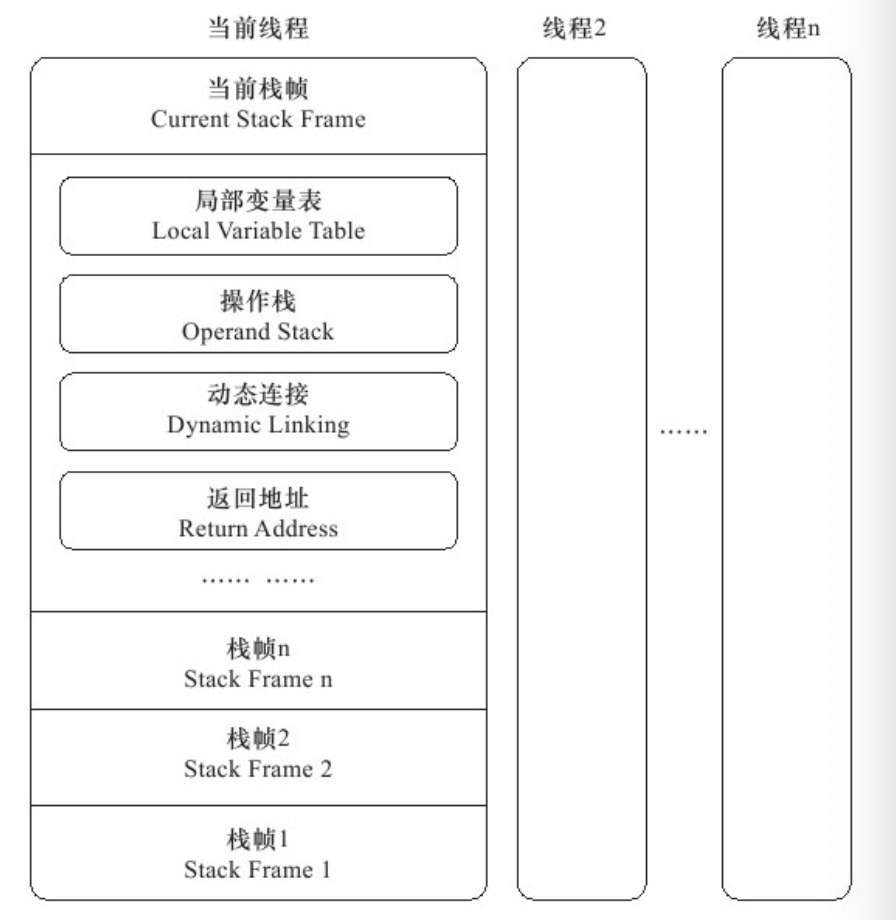 当前线程
线程2
线程n
当前栈帧
Current Stack Frame
局部变量表
Local Variable Table
操作栈
Operand Stack
动态连接
Dynamic Linking
返回地址
Return Address
…… ……
……
栈帧n
Stack Frame n
栈帧2
Stack Frame 2
栈帧1
Stack Frame 1